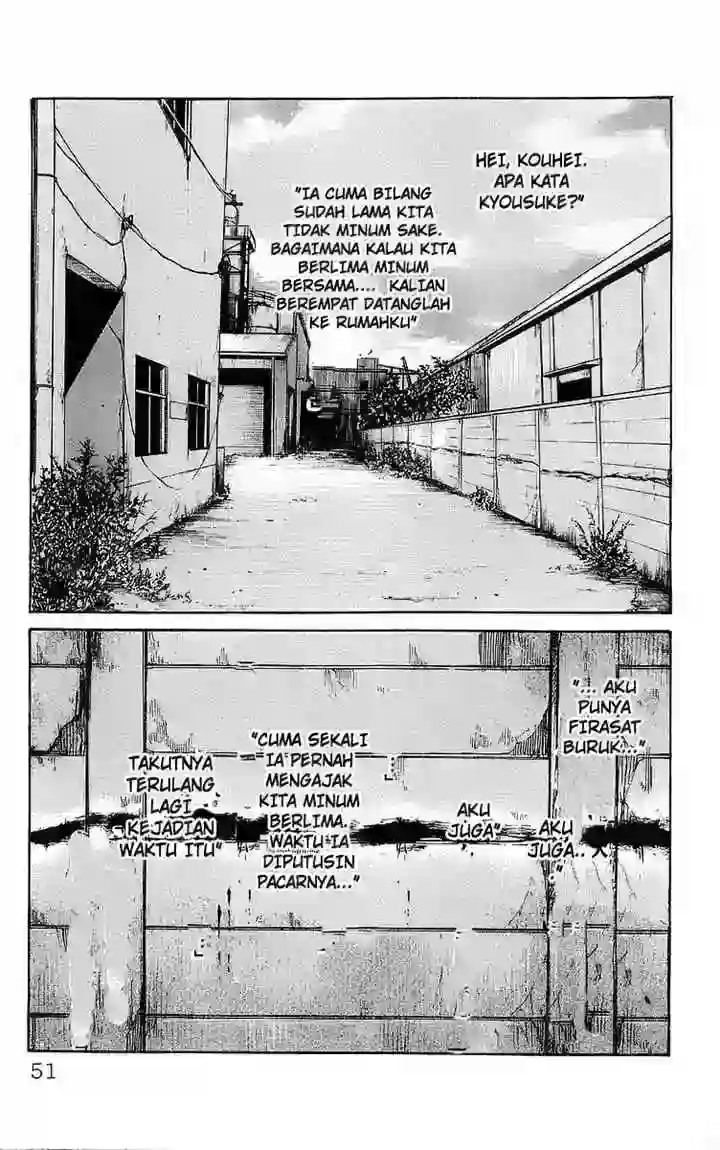 HEI, KOUHEI.
APA KATA
KYOUSUKE?"
"IA CUMA BILANG
SUDAH LAMA KITA
TIDAK MINUM SAKE.
BAGAIMANA KALAU KITA
BERLIMA MINUM
BERSAMA.... KALIAN
BEREMPAT DATANGLAH
KE RUMAHKU"
"... AKU
PUNYA
FIRASAT
BURUK..."
AKU
JUGA..
."
AKU
JUGA"
"CUMA SEKALI
IA PERNAH
MENGAJAK
KITA MINUM
BERLIMA.
WAKTU IA
DIPUTUSIN
PACARNYA..."
TAKUTNYA
TERULANG
LAGI
KEJADIAN
WAKTU ITU"
51